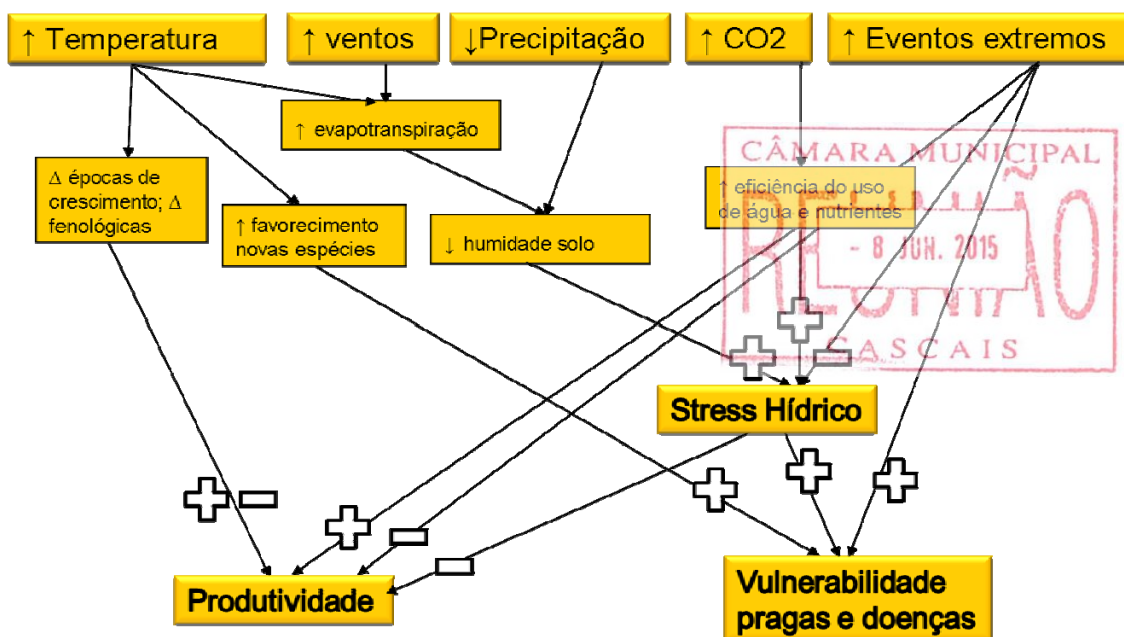 ↑ Temperatura
↑ ventos
↓Precipitação
↑ CO2
↑ Eventos extremos
↑ evapotranspiração
Δ épocas de
crescimento; Δ
fenológicas
↑ favorecimento
novas espécies
↓ humidade solo
↑ eficiência do uso
de água e nutrientes
CÂMARA MUNICIPAL
REUNIÃO
- 8 JUN. 2015
CASCAIS
Stress Hídrico
Produtividade
Vulnerabilidade
pragas e doenças